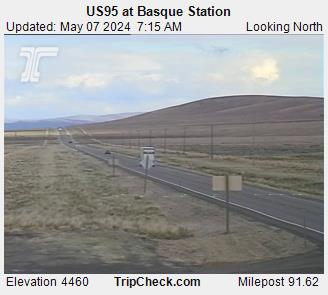 US95 at Basque Station
Updated: May 07 2024 7:15 AM Looking North
Elevation 4460 TripCheck.com Milepost 91.62